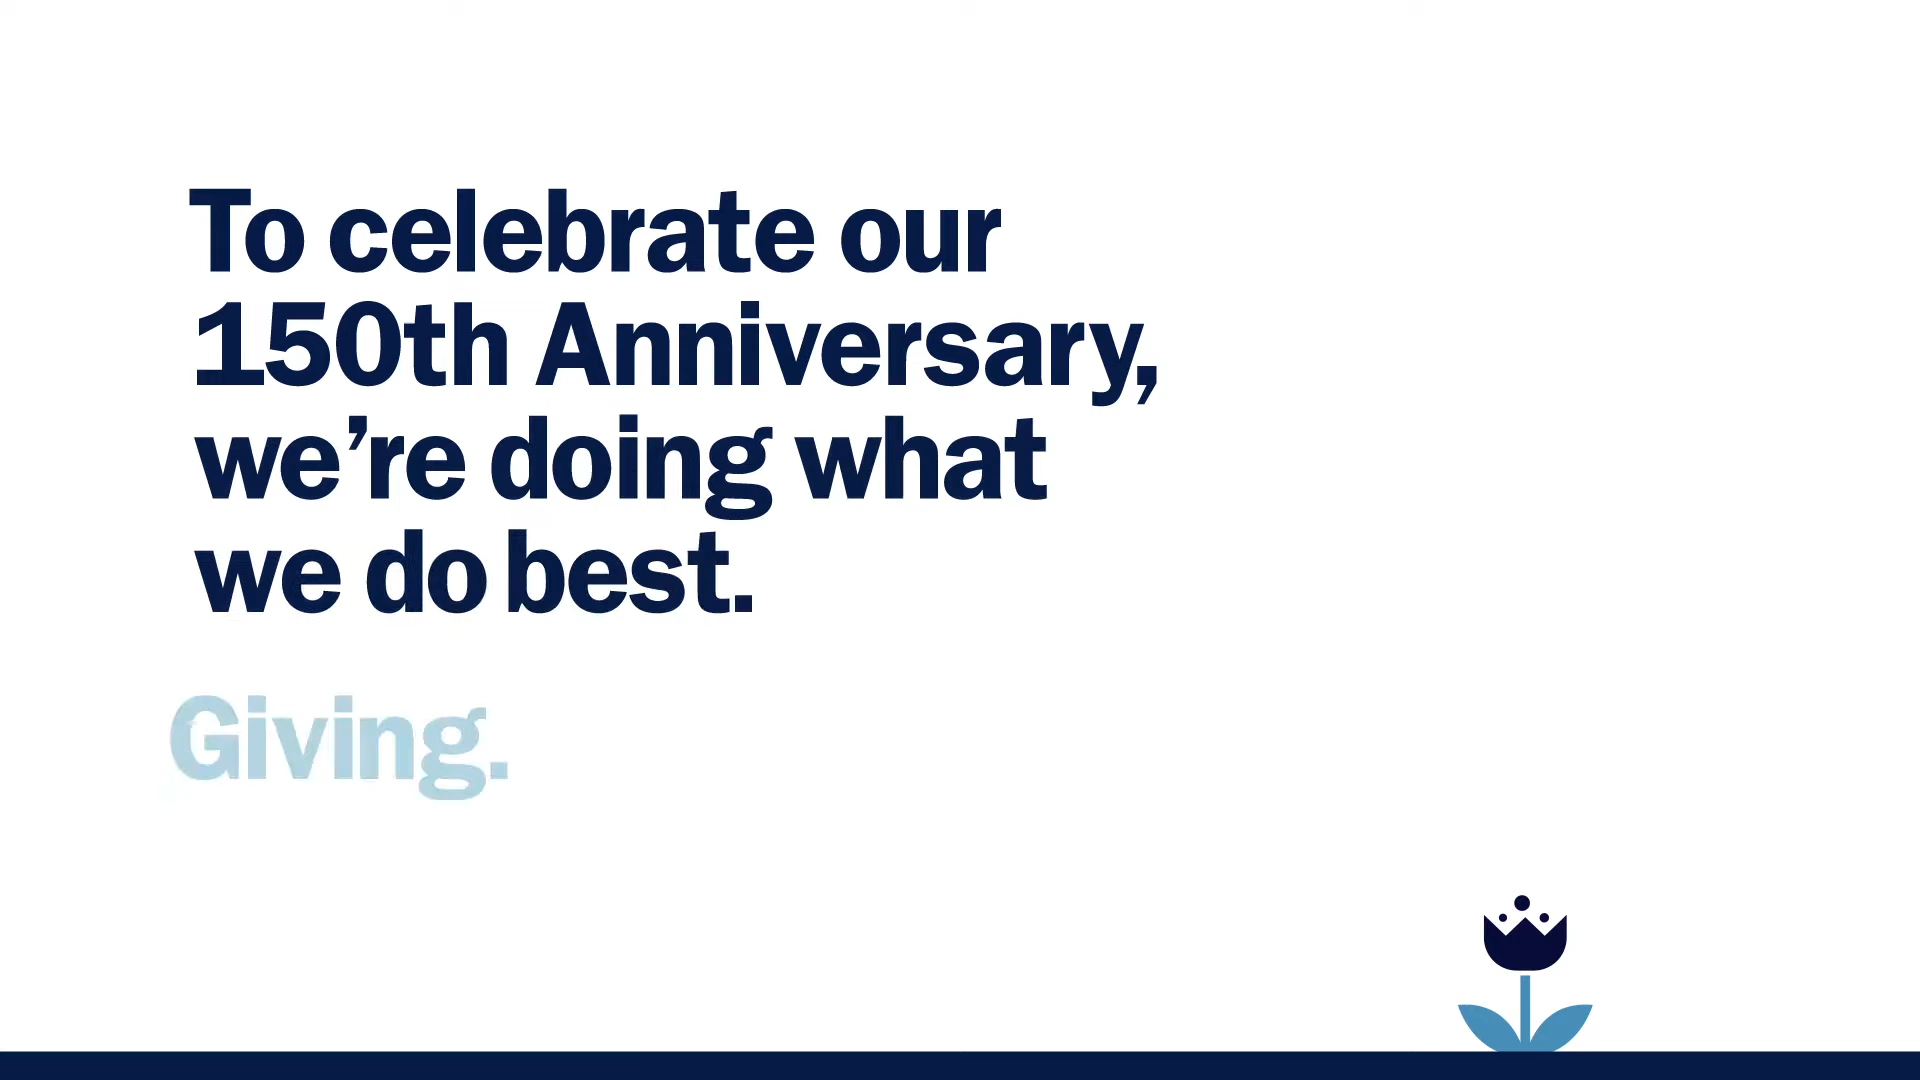 To celebrate our
150th Anniversary,
we’re doing what
we do best.
Giving.